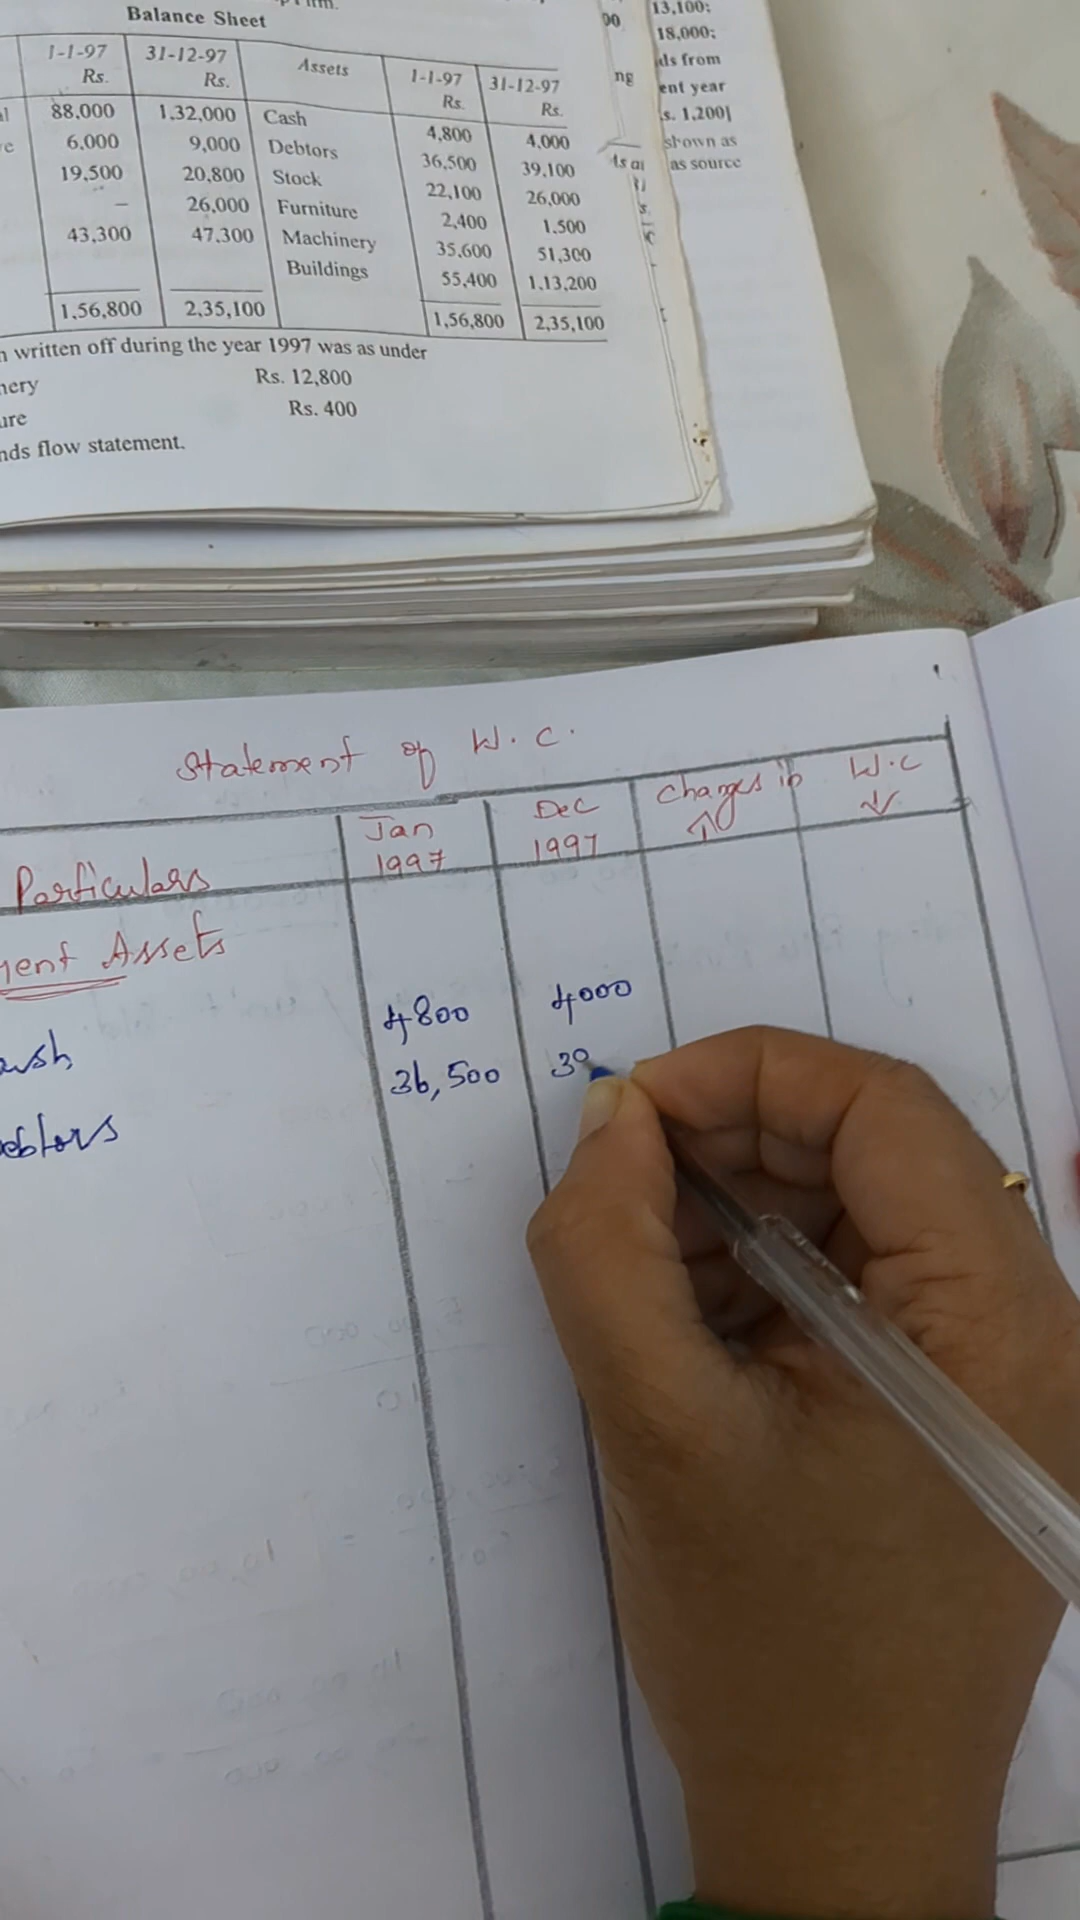 Balance Sheet
1-1-97 31-12-97 Assets 1-1-97 31-12-97
Rs. Rs. Rs. Rs.
88,000 1,32,000 Cash 4,800 4,000
6,000 9,000 Debtors 36,500 39,100
19,500 20,800 Stock 22,100 26,000
– 26,000 Furniture 2,400 1,500
43,300 47,300 Machinery 35,600 51,300
Buildings 55,400 1,13,200
1,56,800 2,35,100 1,56,800 2,35,100
written off during the year 1997 was as under
Rs. 12,800
Rs. 400
flow statement.
13,100;
18,000;
from
ent year
s. 1,200]
shown as
as source
Statement of W.C.
Particulars Jan 1997 Dec 1997 Changes in W.C
↑ ↓
Assets
4800 4000
36,500 39